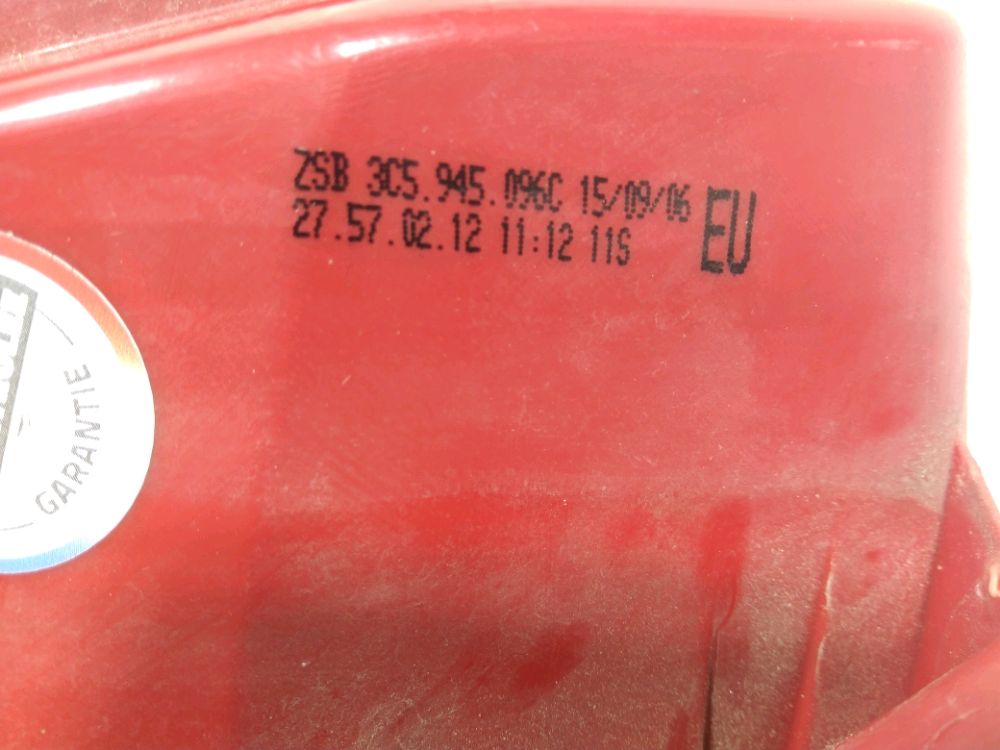 ZSB 3C5.945.096C 15/09/06
27.57.02.12 11:12 11S
EU
GARANTIE